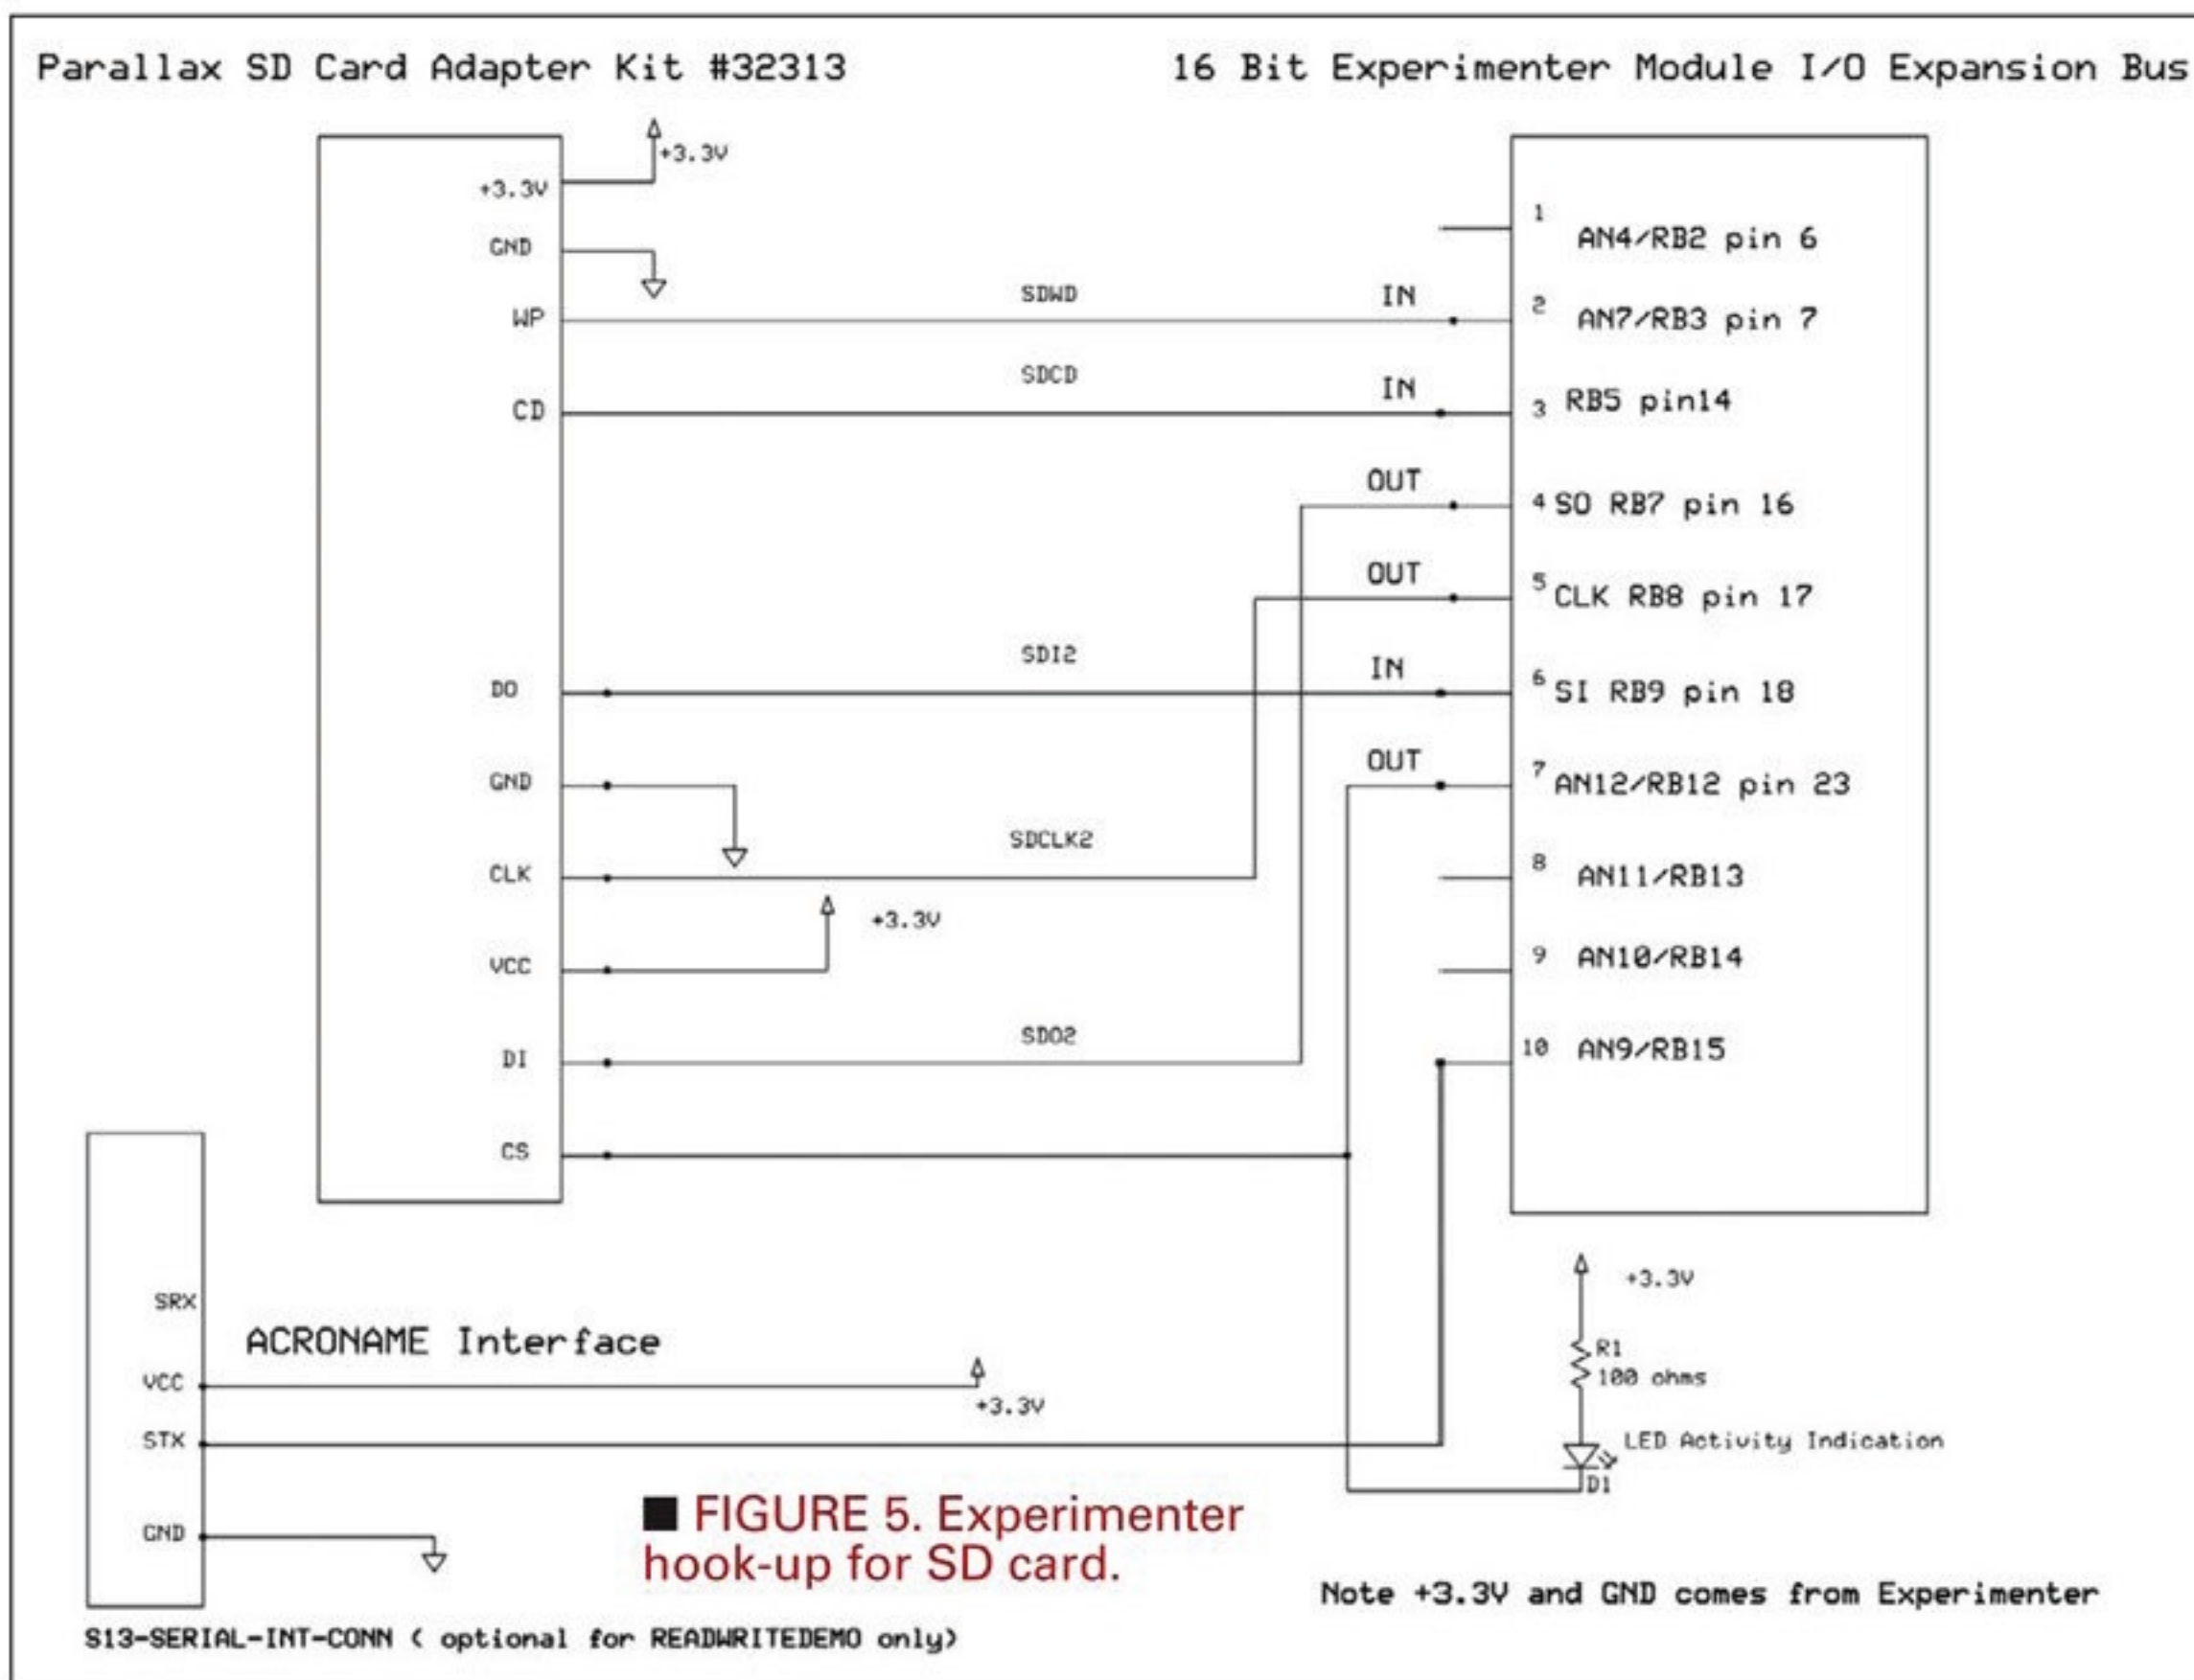 Parallax SD Card Adapter Kit #32313
16 Bit Experimenter Module I/O Expansion Bus
+3.3V
+3.3V
GND
WP
SDWD
IN
CD
SDCD
IN
DO
SDI2
IN
GND
CLK
SDCLK2
OUT
VCC
+3.3V
DI
SDO2
OUT
CS
OUT
1 AN4/RB2 pin 6
2 AN7/RB3 pin 7
3 RB5 pin14
4 SO RB7 pin 16
5 CLK RB8 pin 17
6 SI RB9 pin 18
7 AN12/RB12 pin 23
8 AN11/RB13
9 AN10/RB14
10 AN9/RB15
SRX
ACRONAME Interface
VCC
+3.3V
STX
GND
+3.3V
R1
100 ohms
LED Activity Indication
D1
■ FIGURE 5. Experimenter
hook-up for SD card.
Note +3.3V and GND comes from Experimenter
S13-SERIAL-INT-CONN ( optional for READWRITEDEMO only)